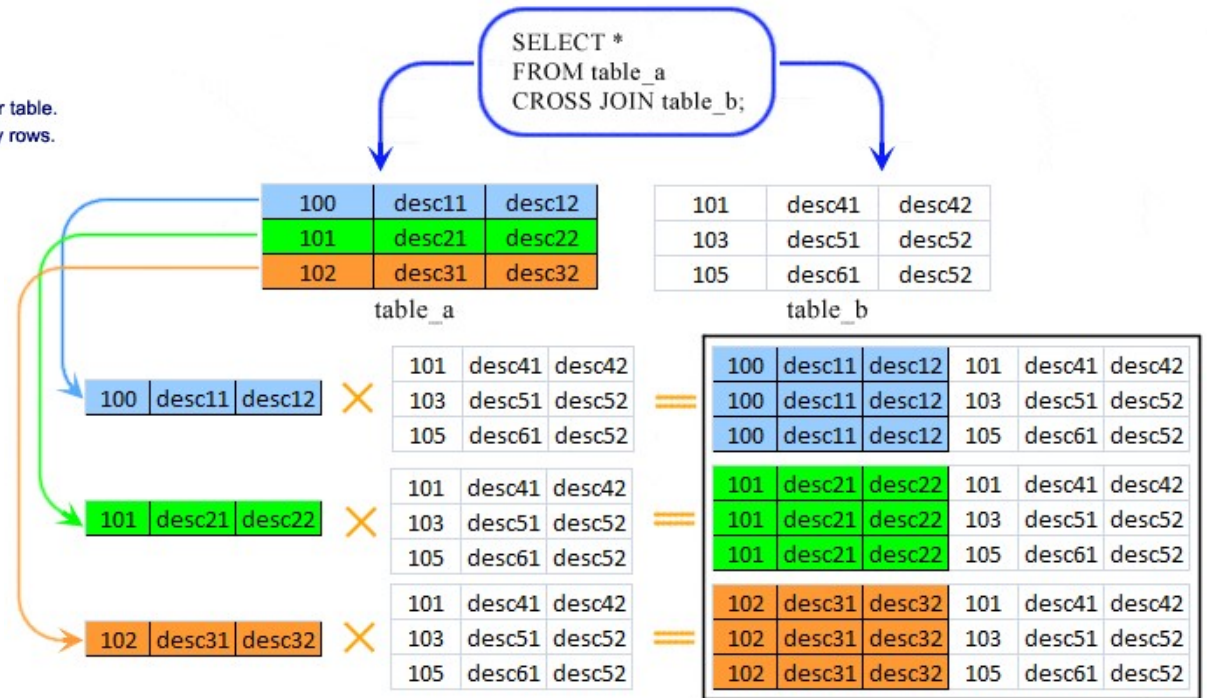 SELECT *
FROM table_a
CROSS JOIN table_b;
r table.
y rows.
100 desc11 desc12
101 desc21 desc22
102 desc31 desc32
table_a
101 desc41 desc42
103 desc51 desc52
105 desc61 desc52
table_b
100 desc11 desc12
×
101 desc41 desc42
103 desc51 desc52
105 desc61 desc52
=
100 desc11 desc12 101 desc41 desc42
100 desc11 desc12 103 desc51 desc52
100 desc11 desc12 105 desc61 desc52
101 desc21 desc22
×
101 desc41 desc42
103 desc51 desc52
105 desc61 desc52
=
101 desc21 desc22 101 desc41 desc42
101 desc21 desc22 103 desc51 desc52
101 desc21 desc22 105 desc61 desc52
102 desc31 desc32
×
101 desc41 desc42
103 desc51 desc52
105 desc61 desc52
=
102 desc31 desc32 101 desc41 desc42
102 desc31 desc32 103 desc51 desc52
102 desc31 desc32 105 desc61 desc52